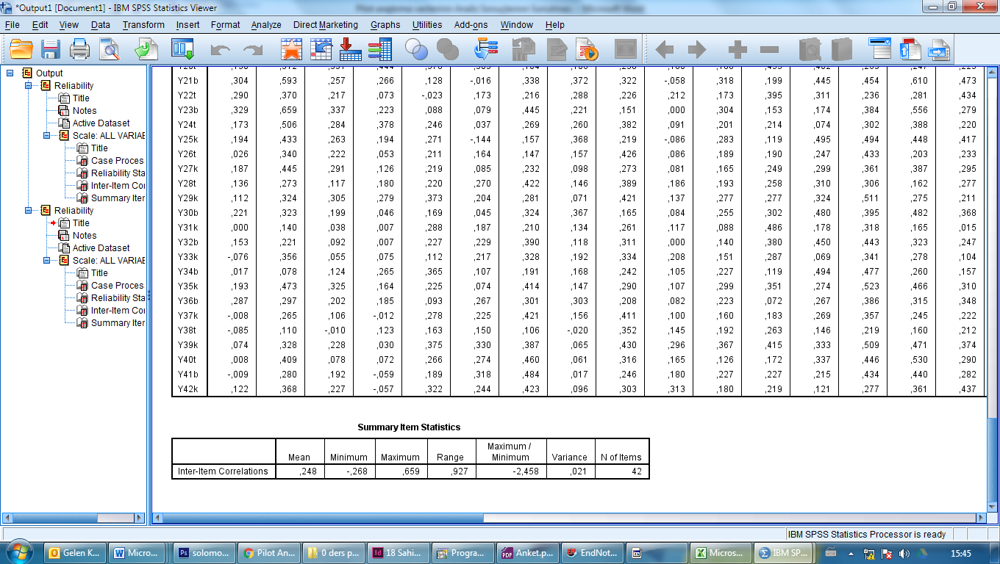 *Output1 [Document1] - IBM SPSS Statistics Viewer
File Edit View Data Transform Insert Format Analyze Direct Marketing Graphs Utilities Add-ons Window Help
Output
Reliability
Title
Notes
Active Dataset
Scale: ALL VARIAE
Title
Case Proces
Reliability Sta
Inter-Item Co
Summary Iter
Reliability
Title
Notes
Active Dataset
Scale: ALL VARIAE
Title
Case Proces
Reliability Sta
Inter-Item Co
Summary Iter
Y21b ,304 ,593 ,257 ,266 ,128 -,016 ,338 ,372 ,322 -,058 ,318 ,199 ,445 ,454 ,610 ,473
Y22t ,290 ,370 ,217 ,073 -,023 ,173 ,216 ,288 ,226 ,212 ,173 ,395 ,311 ,236 ,281 ,434
Y23b ,329 ,659 ,337 ,223 ,088 ,079 ,445 ,221 ,151 ,000 ,304 ,153 ,174 ,384 ,556 ,279
Y24t ,173 ,506 ,284 ,378 ,246 ,037 ,269 ,260 ,382 ,091 ,201 ,214 ,074 ,302 ,388 ,220
Y25k ,194 ,433 ,263 ,194 ,271 -,144 ,157 ,368 ,219 -,086 ,283 ,119 ,495 ,494 ,448 ,417
Y26t ,026 ,340 ,222 ,053 ,211 ,164 ,147 ,157 ,426 ,086 ,189 ,190 ,247 ,433 ,203 ,233
Y27k ,187 ,445 ,291 ,126 ,219 ,085 ,232 ,098 ,273 ,081 ,165 ,249 ,299 ,361 ,387 ,295
Y28t ,136 ,273 ,117 ,180 ,220 ,270 ,422 ,146 ,389 ,186 ,193 ,258 ,310 ,306 ,162 ,277
Y29k ,112 ,324 ,305 ,279 ,373 ,204 ,281 ,071 ,421 ,137 ,277 ,277 ,324 ,511 ,275 ,211
Y30b ,221 ,323 ,199 ,046 ,169 ,045 ,324 ,367 ,165 ,084 ,255 ,302 ,480 ,395 ,482 ,368
Y31k ,000 ,140 ,038 ,007 ,288 ,187 ,210 ,134 ,261 ,117 ,088 ,486 ,178 ,318 ,165 ,015
Y32b ,153 ,221 ,092 ,007 ,227 ,229 ,390 ,118 ,311 ,000 ,140 ,380 ,450 ,443 ,323 ,247
Y33k -,076 ,356 ,055 ,075 ,112 ,217 ,328 ,192 ,334 ,208 ,151 ,287 ,069 ,341 ,278 ,104
Y34b ,017 ,078 ,124 ,265 ,365 ,107 ,191 ,168 ,242 ,105 ,227 ,119 ,494 ,477 ,260 ,157
Y35k ,193 ,473 ,325 ,164 ,225 ,074 ,414 ,147 ,290 ,107 ,299 ,351 ,274 ,523 ,466 ,310
Y36b ,287 ,297 ,202 ,185 ,093 ,267 ,301 ,303 ,208 ,082 ,223 ,072 ,267 ,386 ,315 ,348
Y37k -,008 ,265 ,106 -,012 ,278 ,225 ,421 ,156 ,411 ,100 ,160 ,183 ,269 ,357 ,245 ,222
Y38t -,085 ,110 -,010 ,123 ,163 ,150 ,106 -,020 ,352 ,145 ,192 ,263 ,146 ,219 ,160 ,212
Y39k ,074 ,328 ,228 ,030 ,375 ,330 ,387 ,065 ,430 ,296 ,367 ,415 ,333 ,509 ,471 ,374
Y40t ,008 ,409 ,078 ,072 ,266 ,274 ,460 ,061 ,316 ,165 ,126 ,172 ,337 ,446 ,530 ,290
Y41b -,009 ,280 ,192 -,059 ,189 ,318 ,484 ,017 ,246 ,180 ,227 ,227 ,215 ,434 ,440 ,282
Y42k ,122 ,368 ,227 -,057 ,322 ,244 ,423 ,096 ,303 ,313 ,180 ,219 ,121 ,277 ,361 ,437
Summary Item Statistics
Mean Minimum Maximum Range Maximum / Minimum Variance N of Items
Inter-Item Correlations ,248 -,268 ,659 ,927 -2,458 ,021 42
IBM SPSS Statistics Processor is ready
Gelen K... Micro... solomo... Pilot An... 0 ders p... 18 Sahi... Progra... Anket.p... EndNot... Micros... IBM SP... 15:45